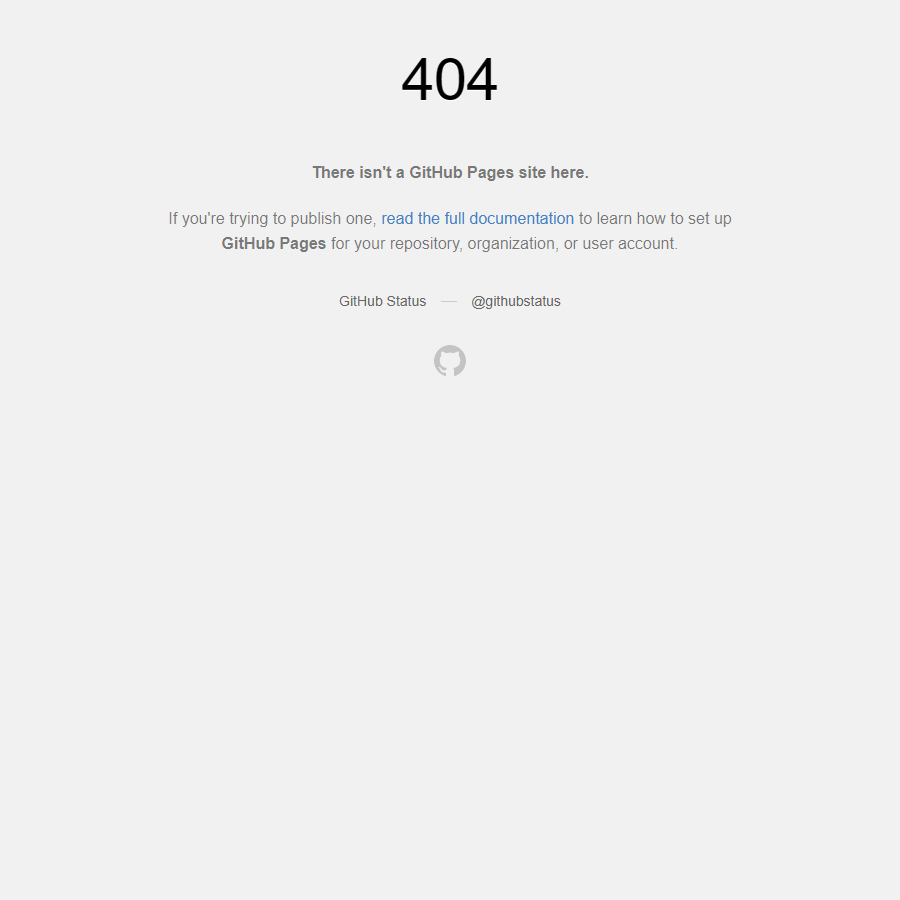 404
There isn't a GitHub Pages site here.
If you're trying to publish one, read the full documentation to learn how to set up
GitHub Pages for your repository, organization, or user account.
GitHub Status — @githubstatus